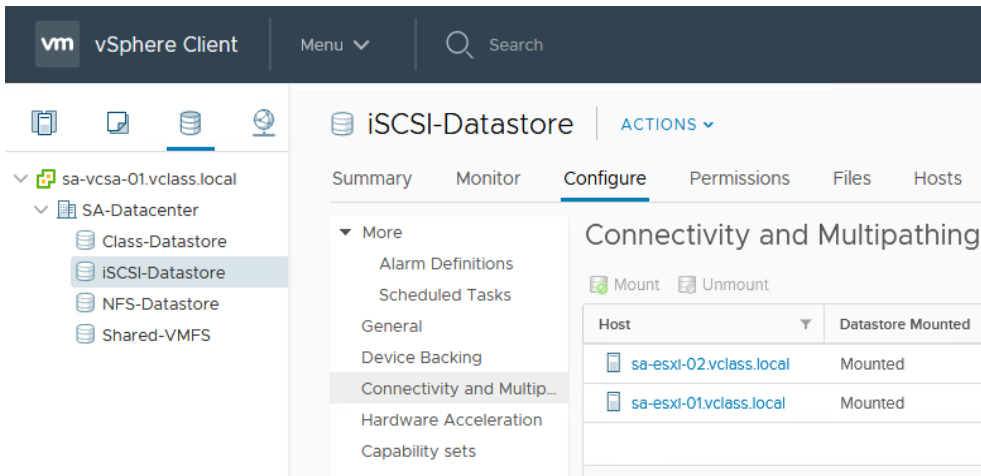 vm vSphere Client Menu Search
iSCSI-Datastore ACTIONS
Summary Monitor Configure Permissions Files Hosts
sa-vcsa-01.vclass.local
SA-Datacenter
Class-Datastore
iSCSI-Datastore
NFS-Datastore
Shared-VMFS
More
Alarm Definitions
Scheduled Tasks
General
Device Backing
Connectivity and Multip...
Hardware Acceleration
Capability sets
Connectivity and Multipathing
Mount Unmount
Host Datastore Mounted
sa-esxi-02.vclass.local Mounted
sa-esxi-01.vclass.local Mounted